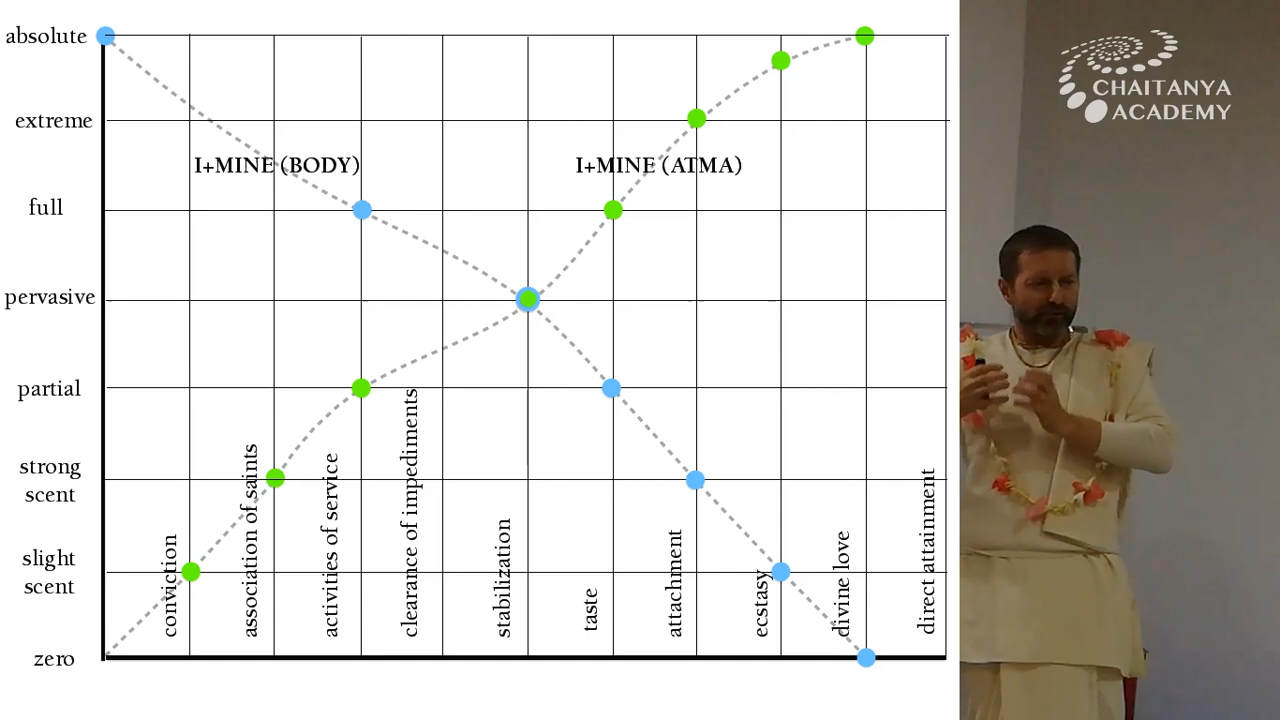 absolute
CHAITANYA
ACADEMY
extreme
I+MINE (BODY)
I+MINE (ATMA)
full
pervasive
partial
strong
scent
slight
scent
zero
conviction
association of saints
activities of service
clearance of impediments
stabilization
taste
attachment
ecstasy
divine love
direct attainment